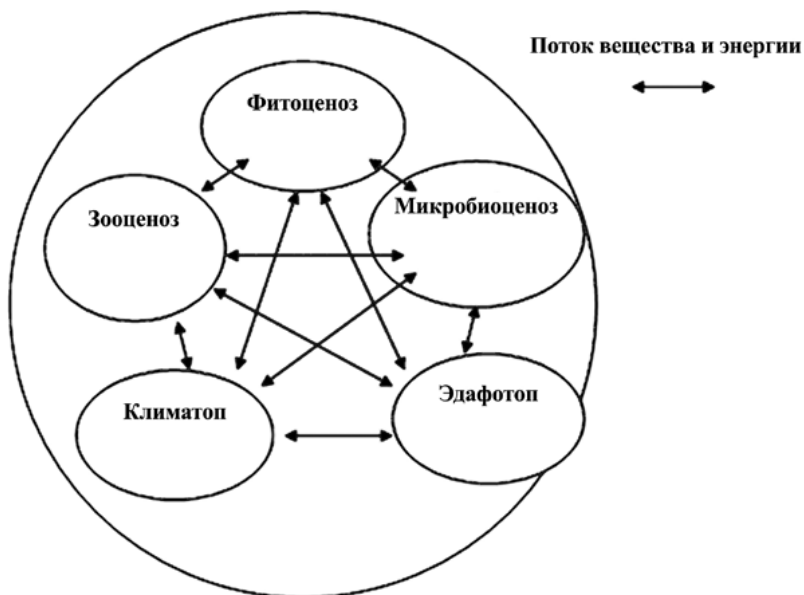 Поток вещества и энергии
Фитоценоз
Зооценоз
Микробиоценоз
Климатоп
Эдафотоп